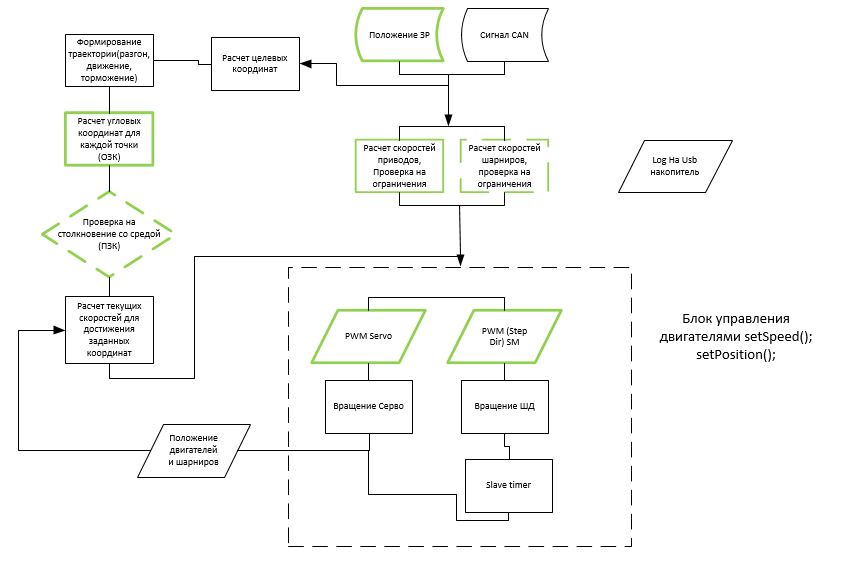 Положение ЗР
Сигнал CAN
Формирование
траектории(разгон,
движение,
торможение)
Расчет целевых
координат
Расчет угловых
координат для
каждой точки
(ОЗК)
Расчет скоростей
приводов,
Проверка на
ограничения
Расчет скоростей
шарниров,
проверка на
ограничения
Log На Usb
накопитель
Проверка на
столкновение со средой
(ПЗК)
Расчет текущих
скоростей для
достижения
заданных
координат
PWM Servo
PWM (Step
Dir) SM
Блок управления
двигателями setSpeed();
setPosition();
Вращение Серво
Вращение ШД
Положение
двигателей
и шарниров
Slave timer